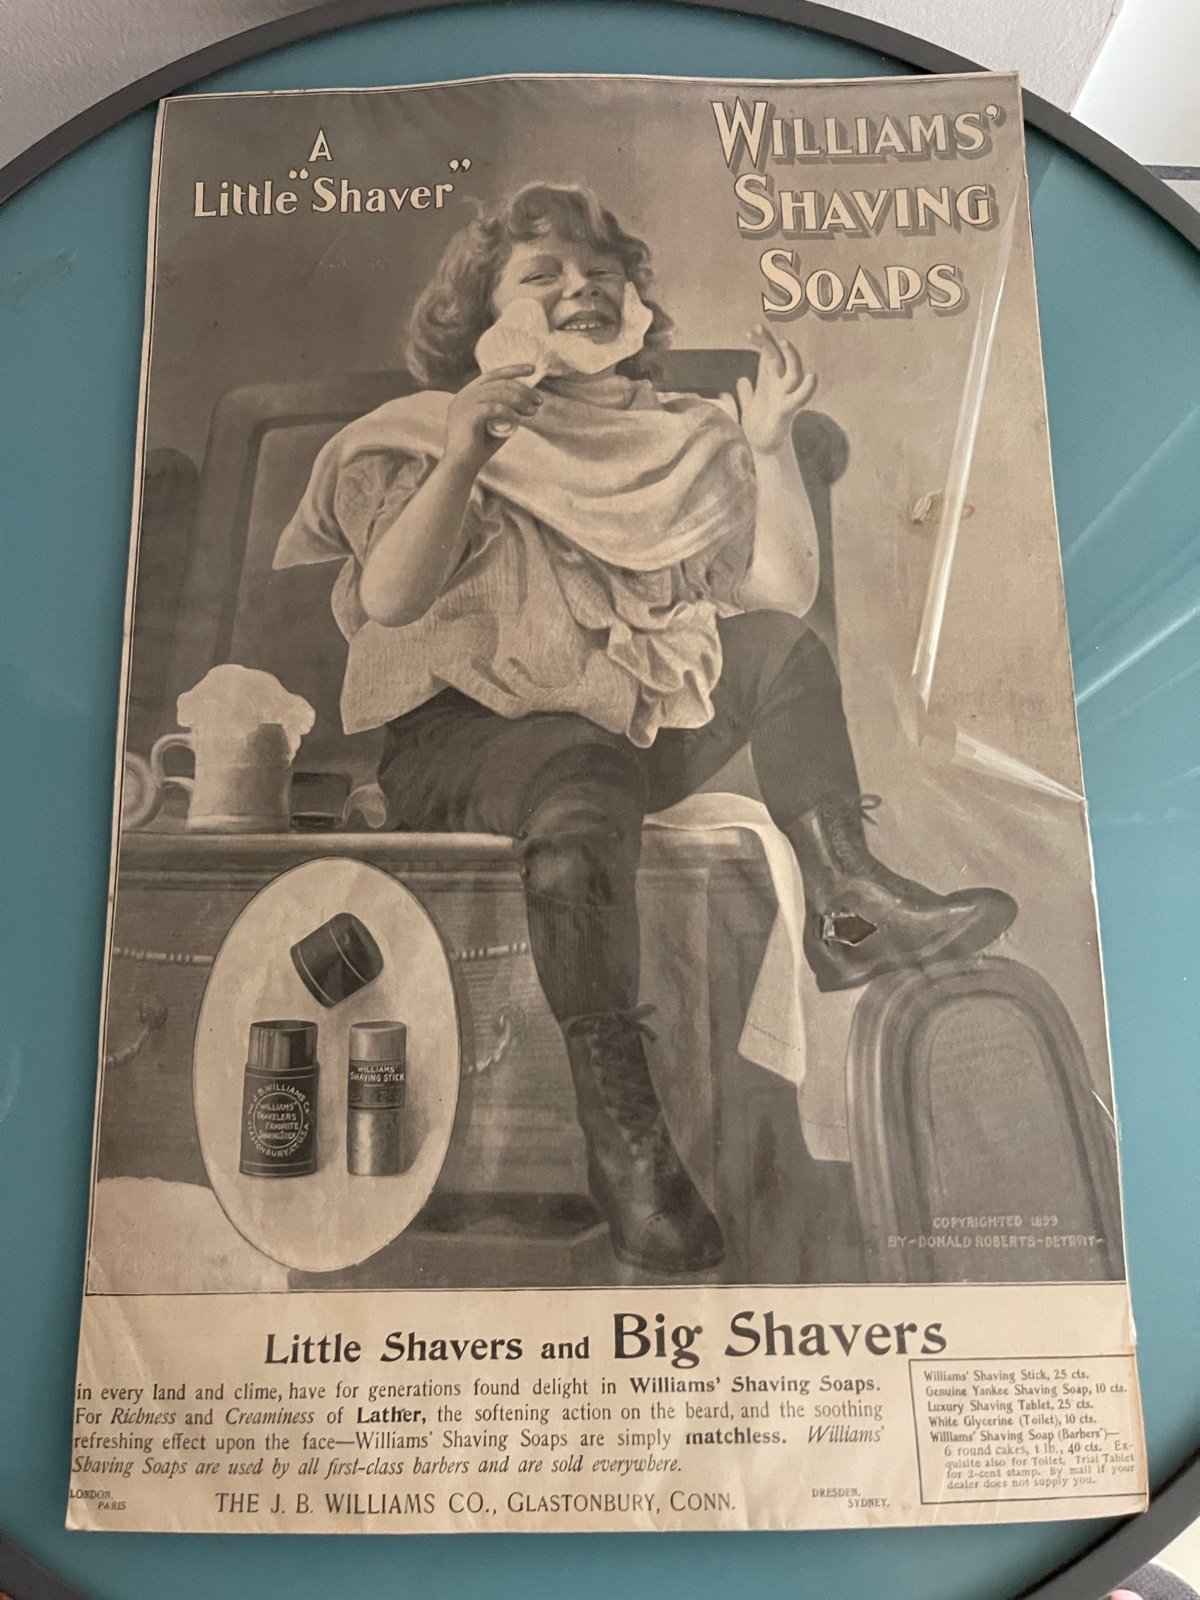 A
Little "Shaver"
WILLIAMS'
SHAVING
SOAPS
WILLIAMS'
SHAVING STICK
THE J. B. WILLIAMS Co.
WILLIAMS'
TRAVELERS
FAVORITE
SHAVING STICK
GLASTONBURY, CT. U.S.A.
COPYRIGHTED 1899
BY-DONALD ROBERTS-DETROIT-
Little Shavers and Big Shavers
in every land and clime, have for generations found delight in Williams' Shaving Soaps.
For Richness and Creaminess of Lather, the softening action on the beard, and the soothing
refreshing effect upon the face—Williams' Shaving Soaps are simply matchless. Williams'
Shaving Soaps are used by all first-class barbers and are sold everywhere.
LONDON.
PARIS
THE J. B. WILLIAMS CO., GLASTONBURY, CONN.
DRESDEN.
SYDNEY.
Williams' Shaving Stick, 25 cts.
Genuine Yankee Shaving Soap, 10 cts.
Luxury Shaving Tablet, 25 cts.
White Glycerine (Toilet), 10 cts.
Williams' Shaving Soap (Barbers')—
6 round cakes, 1 lb., 40 cts. Ex-
quisite also for Toilet. Trial Tablet
for 2-cent stamp. By mail if your
dealer does not supply you.